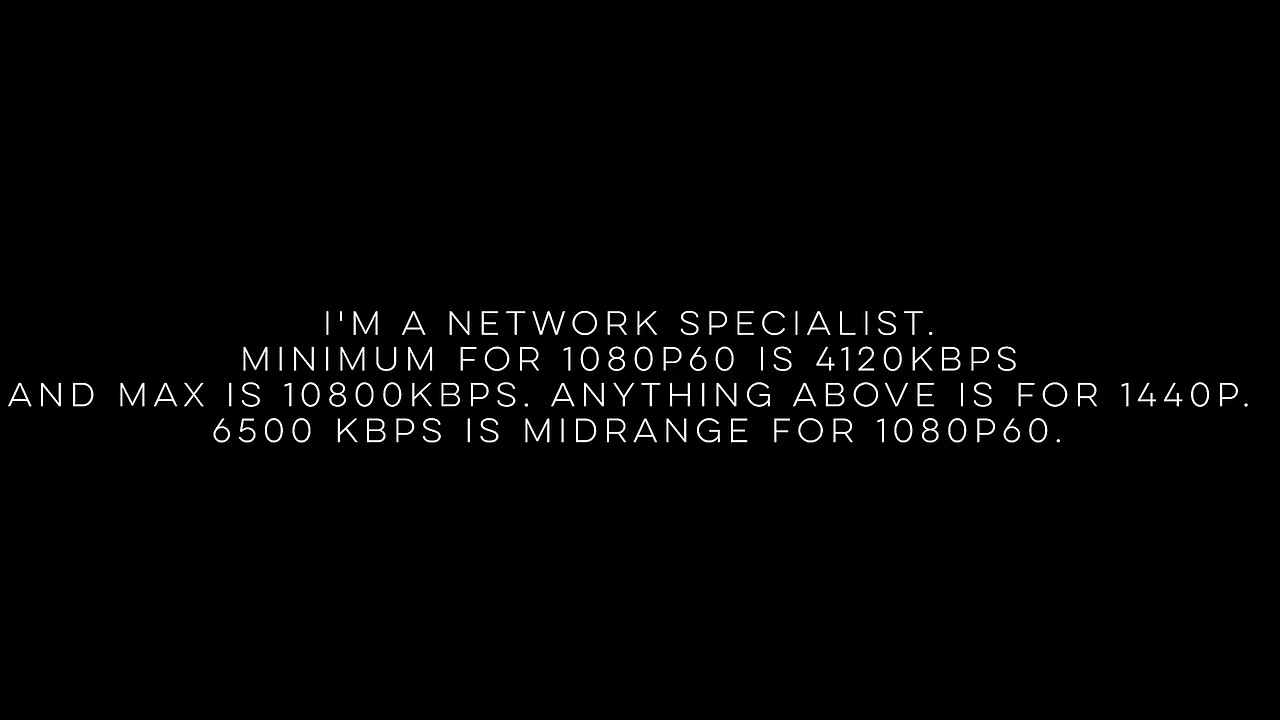 I'M A NETWORK SPECIALIST.
MINIMUM FOR 1080P60 IS 4120KBPS
AND MAX IS 10800KBPS. ANYTHING ABOVE IS FOR 1440P.
6500 KBPS IS MIDRANGE FOR 1080P60.